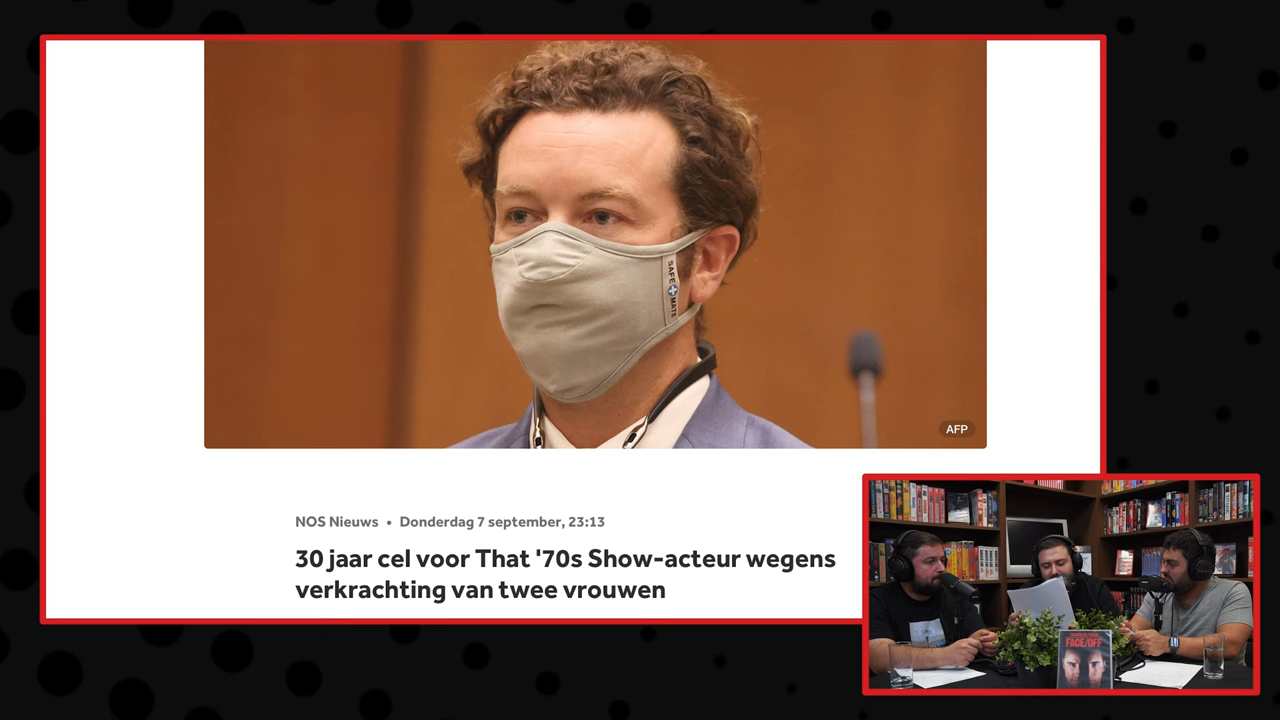 SAFE MATE
AFP
NOS Nieuws • Donderdag 7 september, 23:13
30 jaar cel voor That '70s Show-acteur wegens
verkrachting van twee vrouwen
FACE/OFF